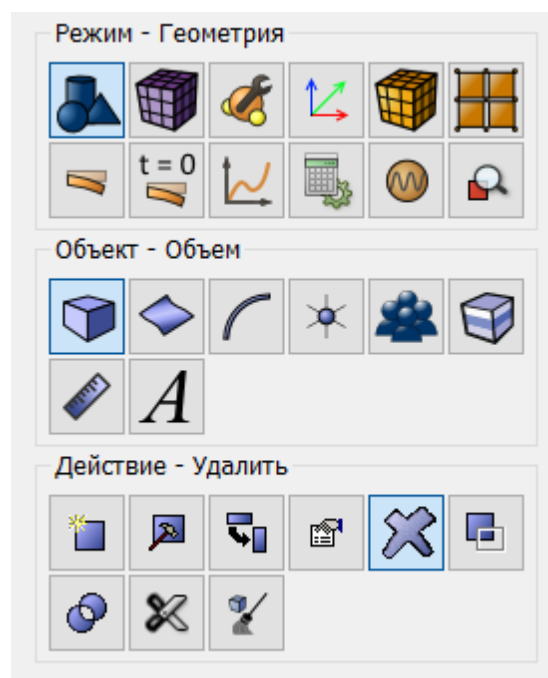 Режим - Геометрия
t = 0
Объект - Объем
A
Действие - Удалить